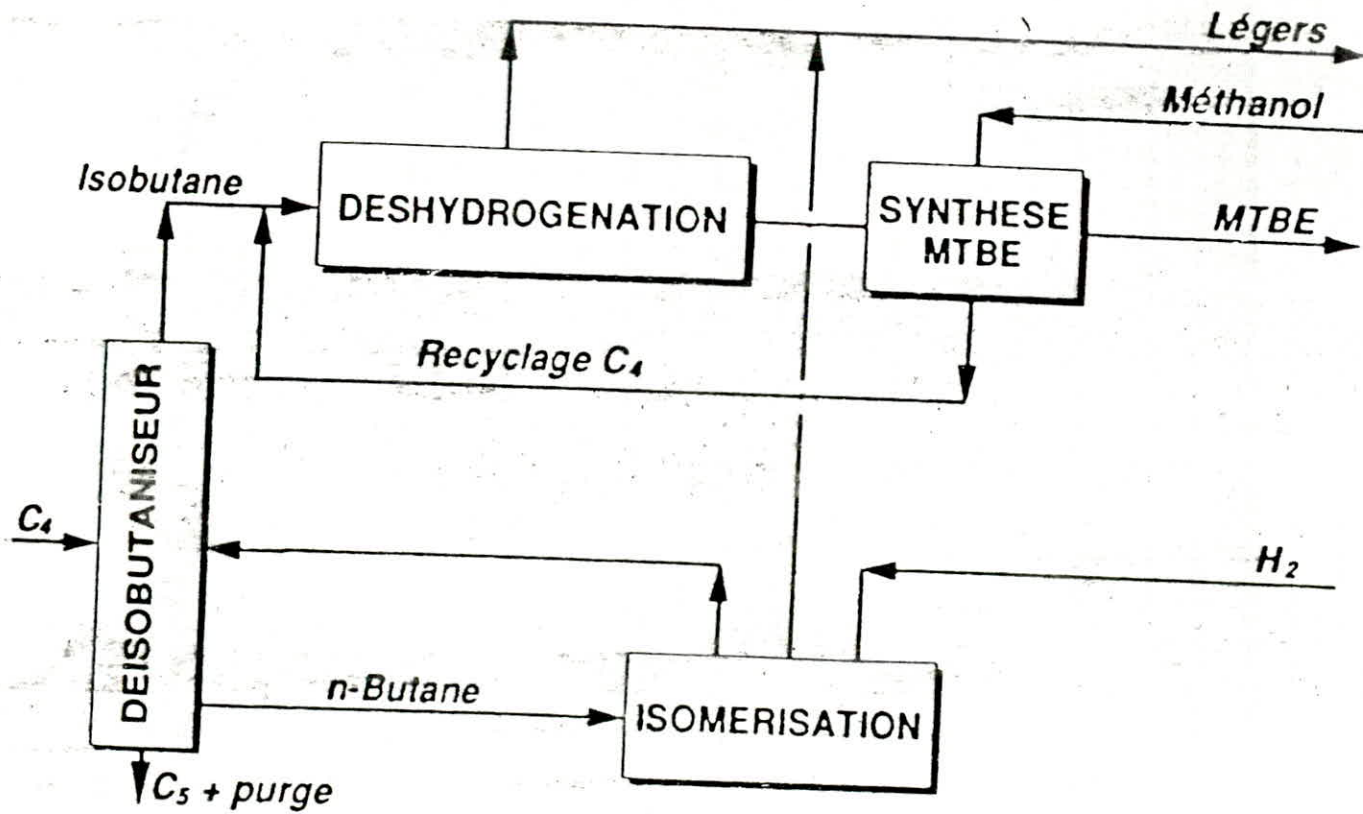 Légers
Méthanol
Isobutane
DESHYDROGENATION
SYNTHESE
MTBE
MTBE
Recyclage C₄
DEISOBUTANISEUR
C₄
H₂
n-Butane
ISOMERISATION
C₅ + purge